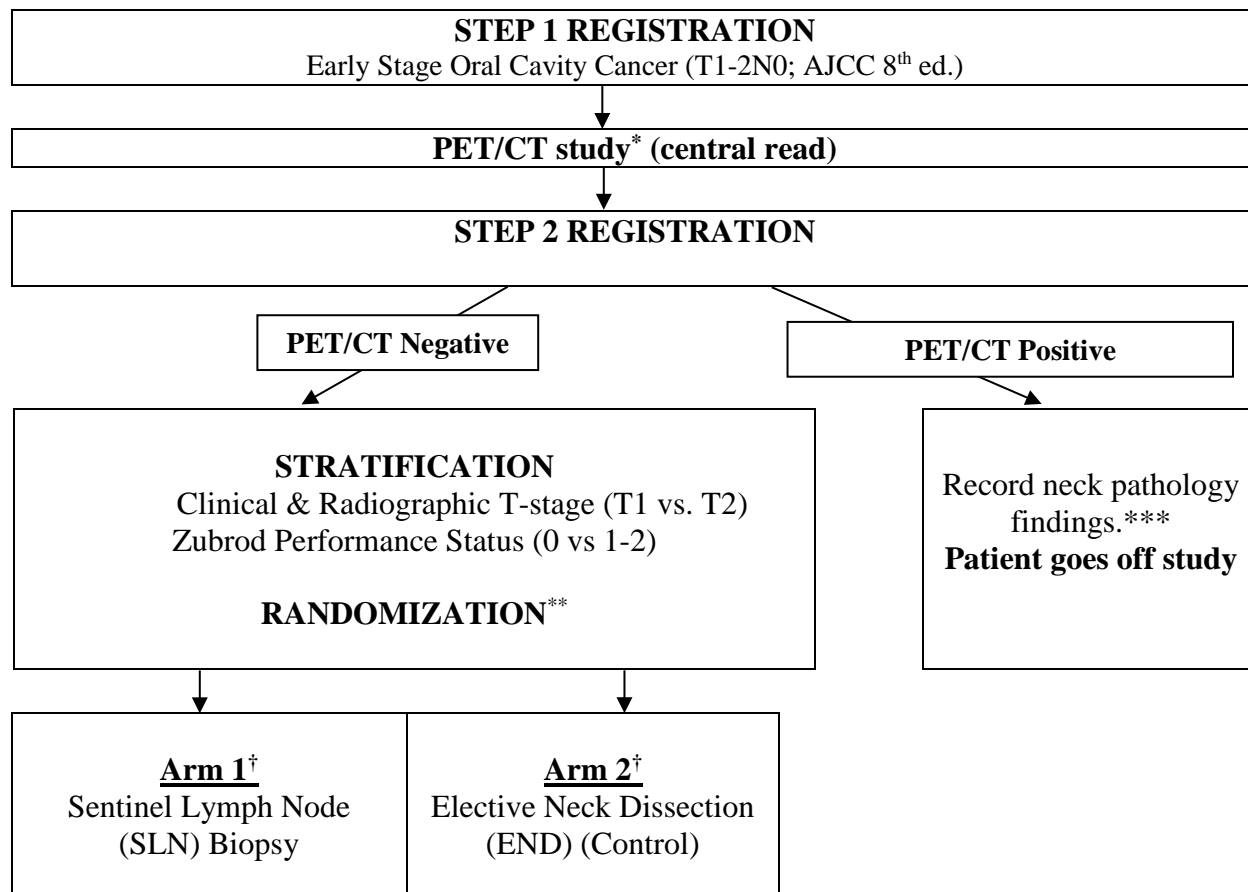 STEP 1 REGISTRATION
Early Stage Oral Cavity Cancer (T1-2N0; AJCC 8th ed.)
PET/CT study* (central read)
STEP 2 REGISTRATION
PET/CT Negative
PET/CT Positive
STRATIFICATION
Clinical & Radiographic T-stage (T1 vs. T2)
Zubrod Performance Status (0 vs 1-2)
RANDOMIZATION**
Record neck pathology
findings.***
Patient goes off study
Arm 1†
Sentinel Lymph Node
(SLN) Biopsy
Arm 2†
Elective Neck Dissection
(END) (Control)